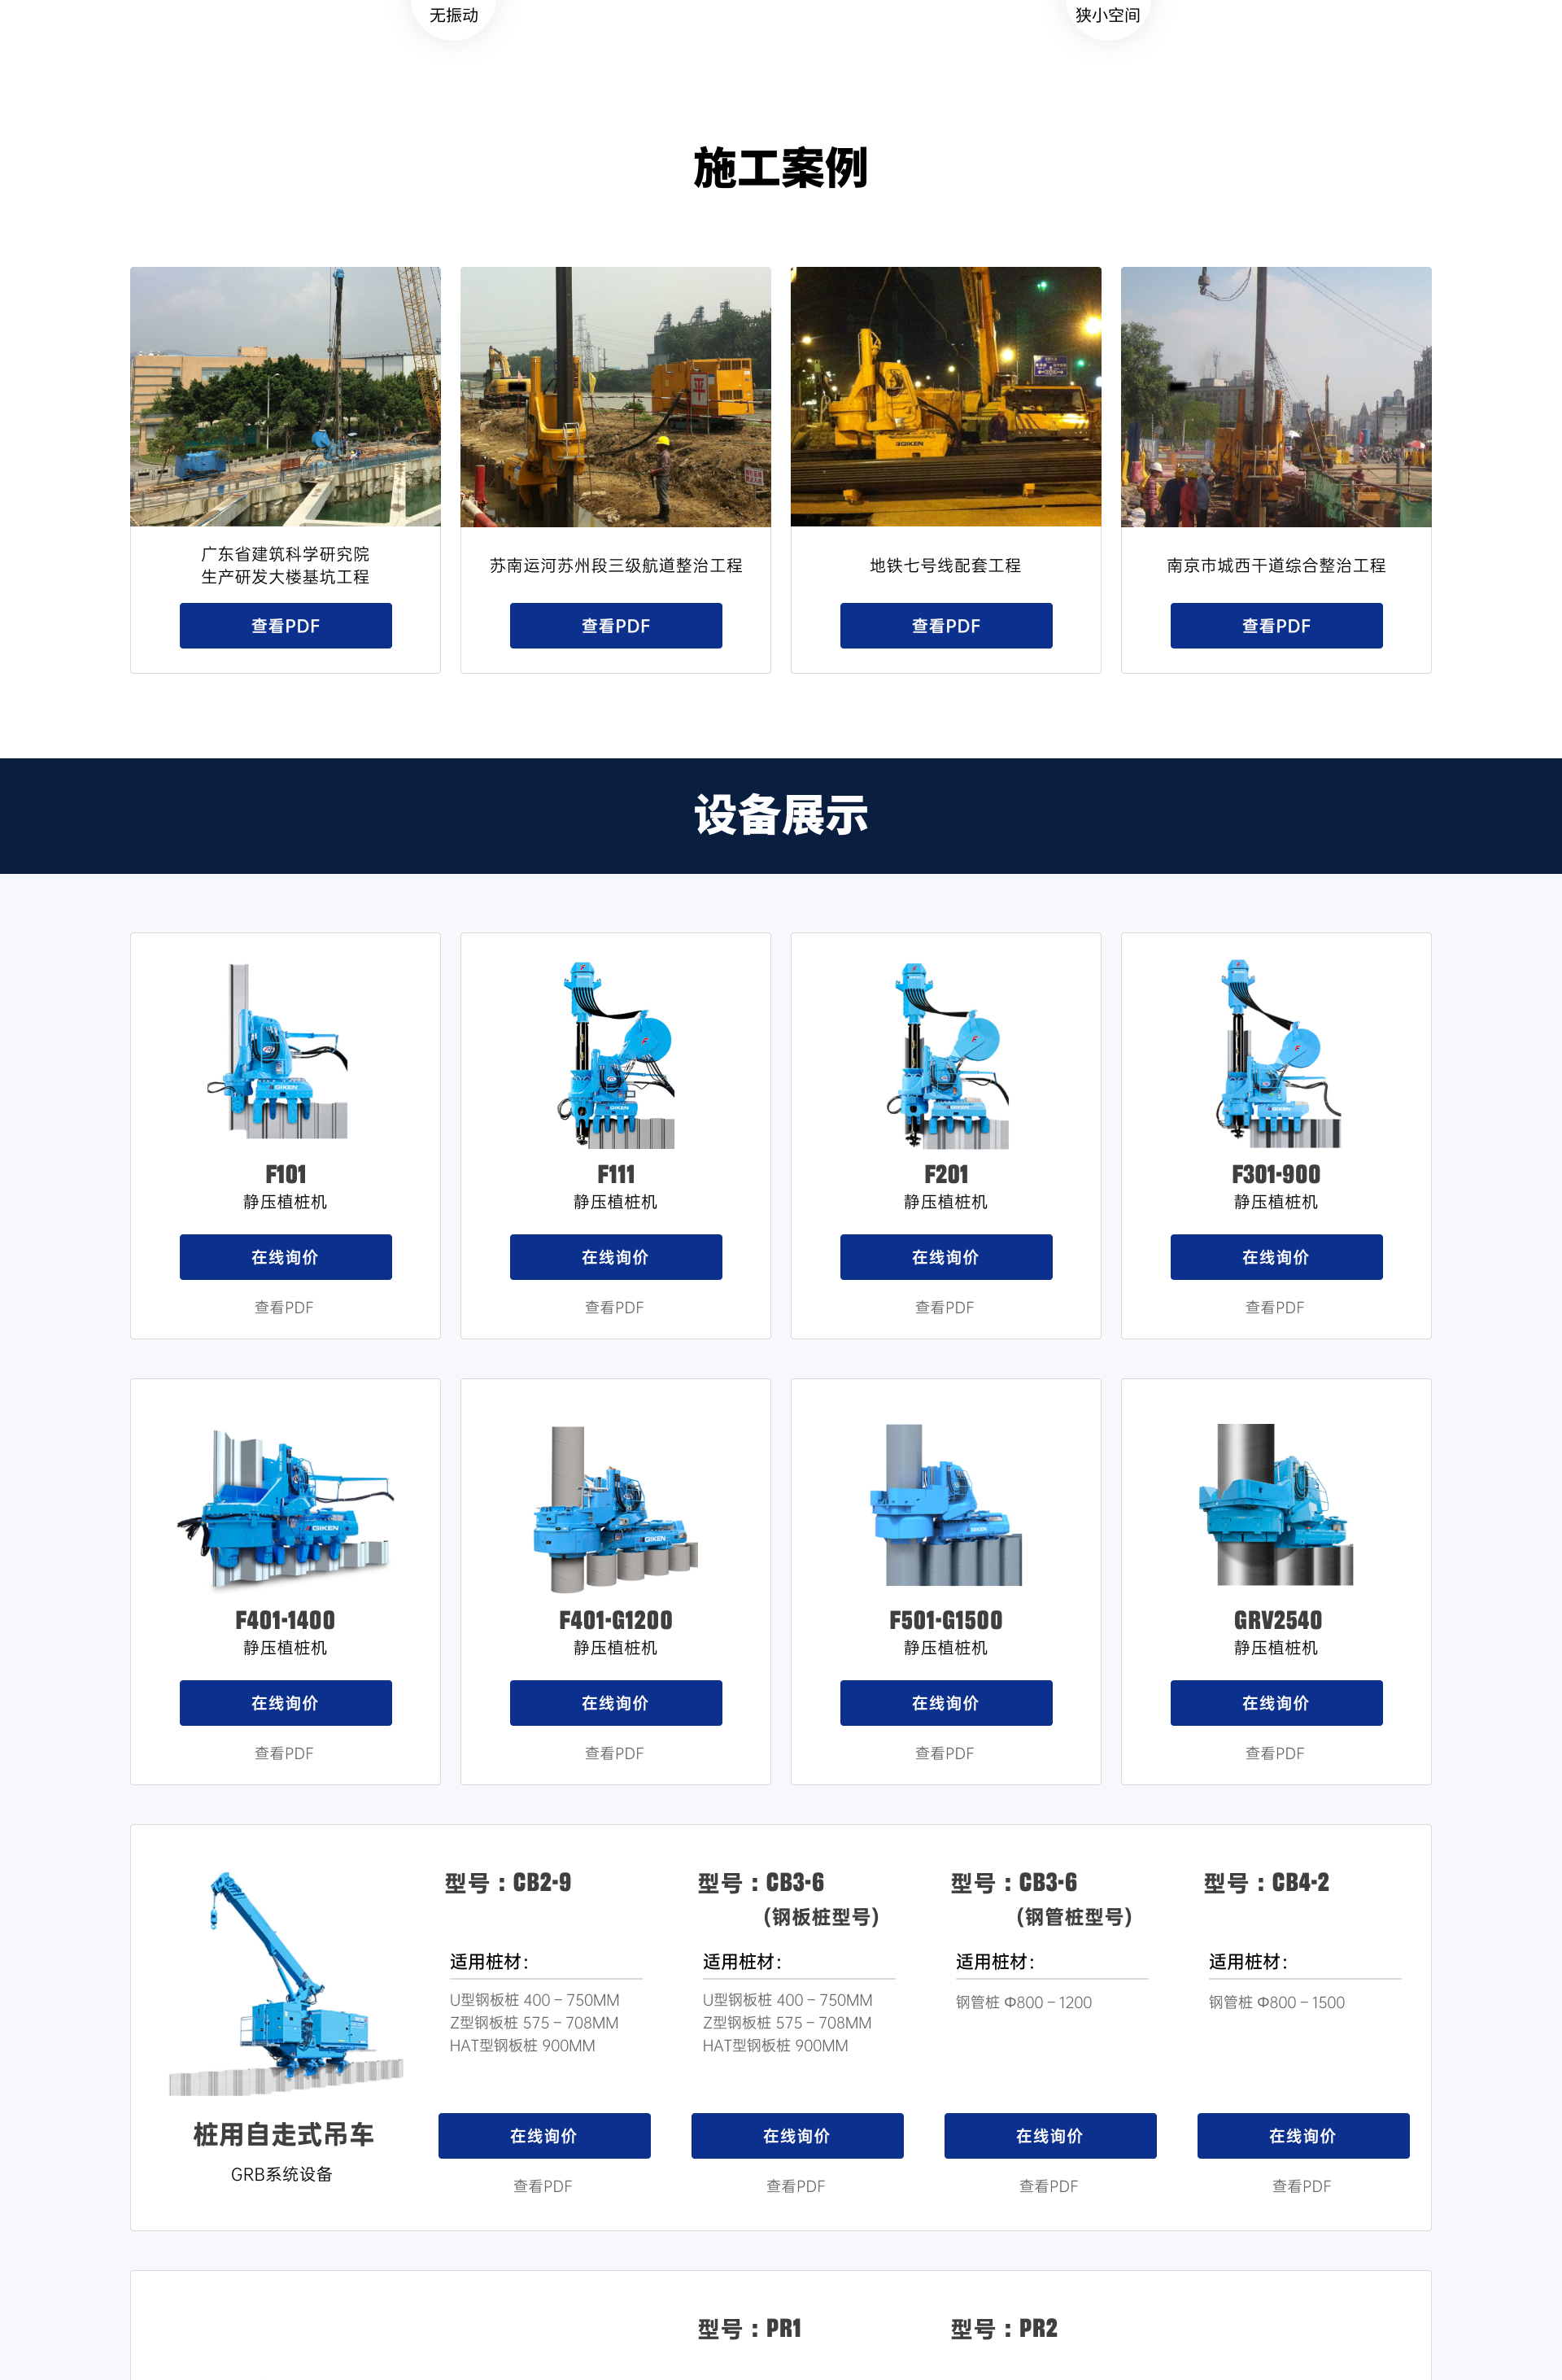 无振动
狭小空间
施工案例
平
GIKEN
广东省建筑科学研究院
生产研发大楼基坑工程
苏南运河苏州段三级航道整治工程
地铁七号线配套工程
南京市城西干道综合整治工程
查看PDF
查看PDF
查看PDF
查看PDF
设备展示
GIKEN
GIKEN
GIKEN
GIKEN
F101
静压植桩机
在线询价
查看PDF
F111
静压植桩机
在线询价
查看PDF
F201
静压植桩机
在线询价
查看PDF
F301-900
静压植桩机
在线询价
查看PDF
GIKEN
GIKEN
GIKEN
F401-1400
静压植桩机
在线询价
查看PDF
F401-G1200
静压植桩机
在线询价
查看PDF
F501-G1500
静压植桩机
在线询价
查看PDF
GRV2540
静压植桩机
在线询价
查看PDF
桩用自走式吊车
GRB系统设备
型号：CB2-9
适用桩材：
U型钢板桩 400 – 750MM
Z型钢板桩 575 – 708MM
HAT型钢板桩 900MM
在线询价
查看PDF
型号：CB3-6
(钢板桩型号)
适用桩材：
U型钢板桩 400 – 750MM
Z型钢板桩 575 – 708MM
HAT型钢板桩 900MM
在线询价
查看PDF
型号：CB3-6
(钢管桩型号)
适用桩材：
钢管桩 Φ800 – 1200
在线询价
查看PDF
型号：CB4-2
适用桩材：
钢管桩 Φ800 – 1500
在线询价
查看PDF
型号：PR1
型号：PR2